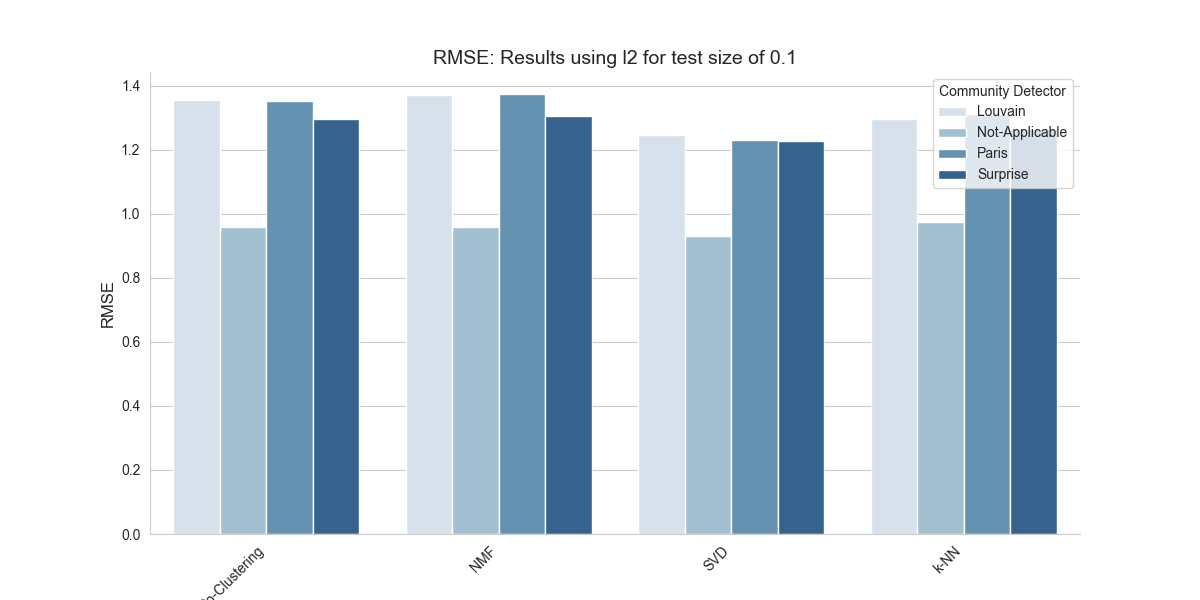 RMSE: Results using l2 for test size of 0.1
Community Detector
Louvain
Not-Applicable
Paris
Surprise
RMSE
1.4
1.2
1.0
0.8
0.6
0.4
0.2
0.0
o-Clustering
NMF
SVD
k-NN